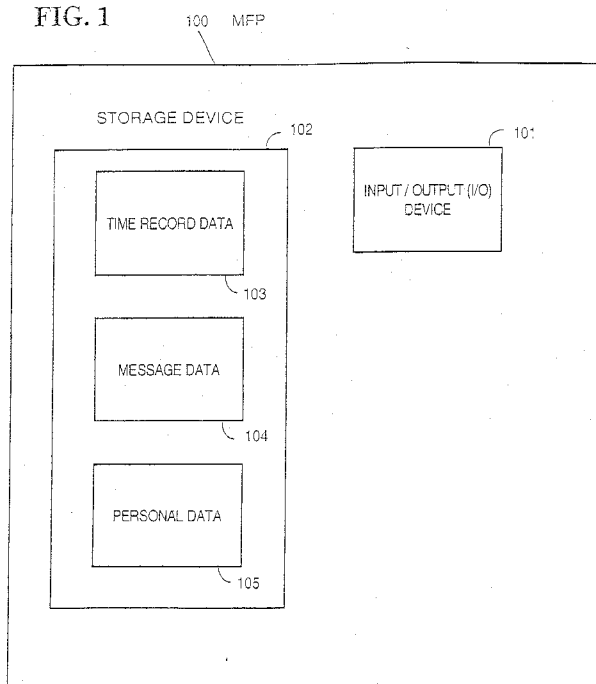 FIG. 1
100 MFP
STORAGE DEVICE
102
101
INPUT / OUTPUT (I/O)
DEVICE
TIME RECORD DATA
103
MESSAGE DATA
104
PERSONAL DATA
105